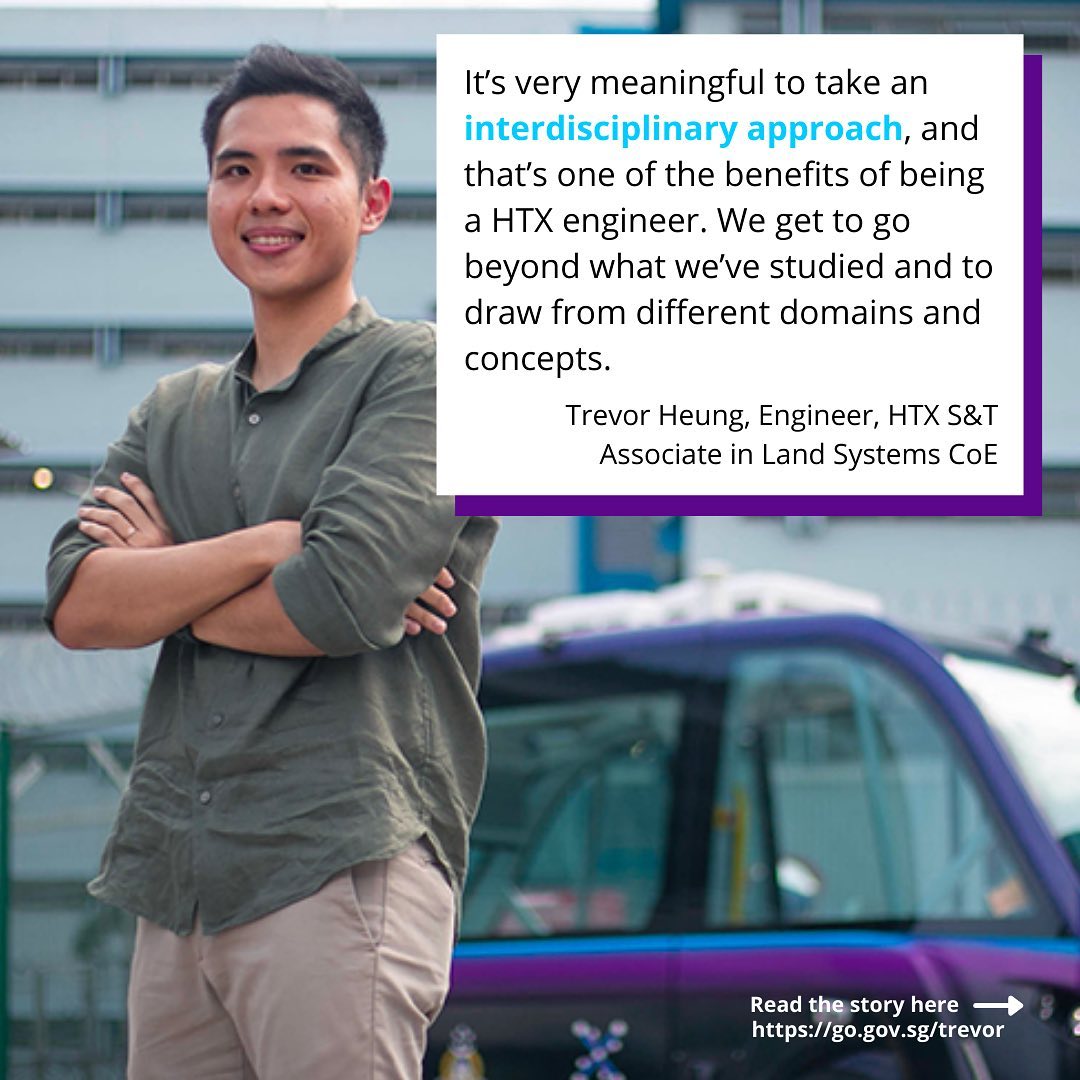 It’s very meaningful to take an
interdisciplinary approach, and
that’s one of the benefits of being
a HTX engineer. We get to go
beyond what we’ve studied and to
draw from different domains and
concepts.
Trevor Heung, Engineer, HTX S&T
Associate in Land Systems CoE
Read the story here
https://go.gov.sg/trevor